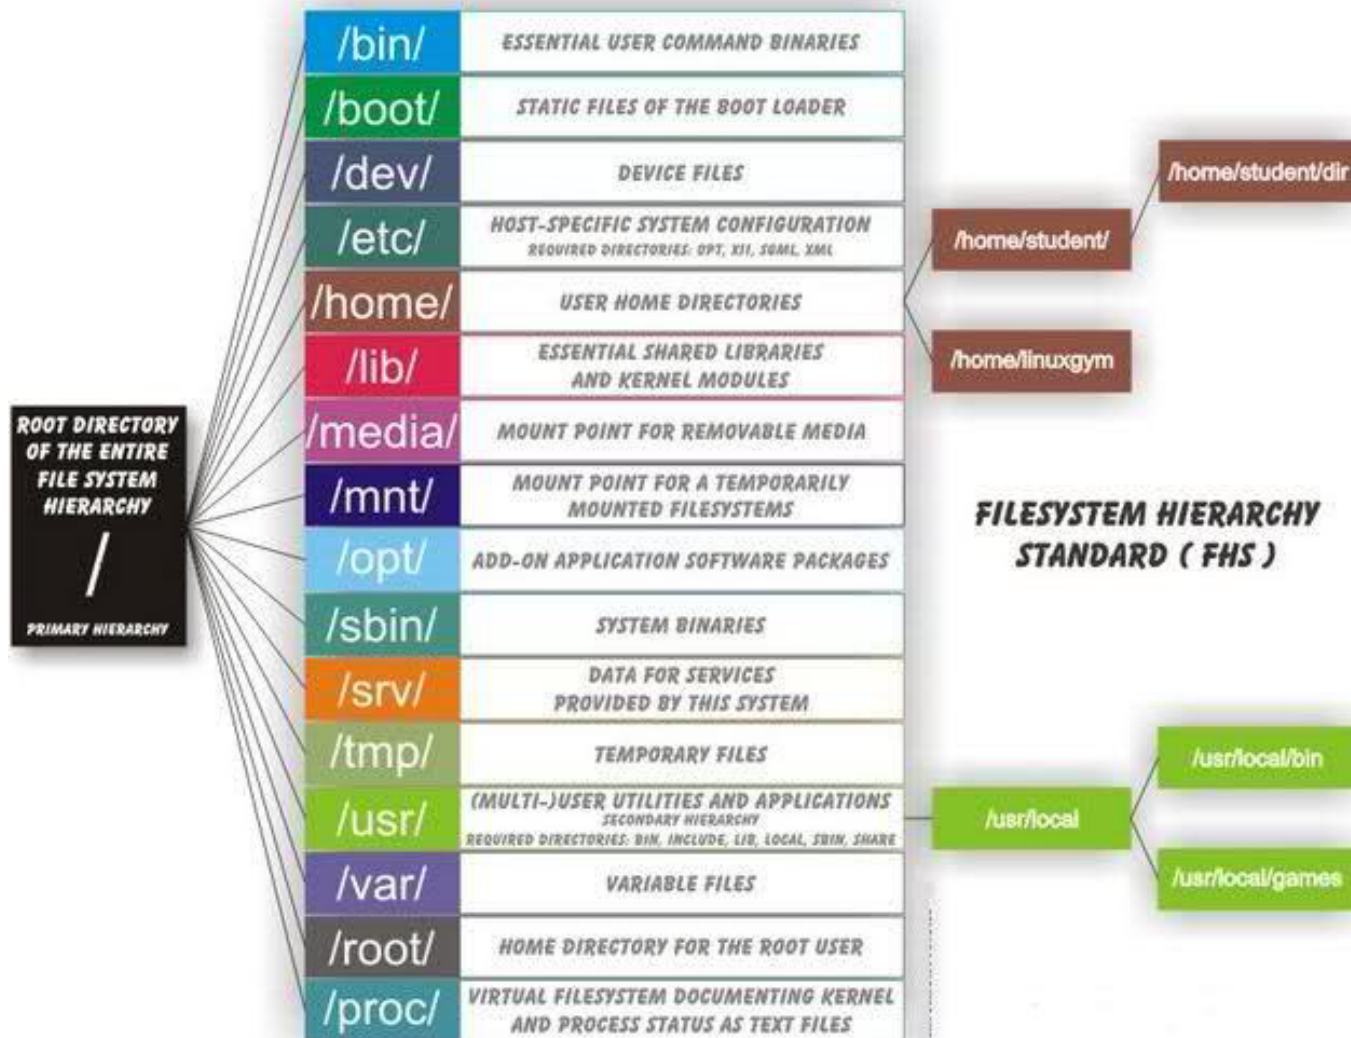 /bin/
ESSENTIAL USER COMMAND BINARIES
/boot/
STATIC FILES OF THE BOOT LOADER
/dev/
DEVICE FILES
/etc/
HOST-SPECIFIC SYSTEM CONFIGURATION
REQUIRED DIRECTORIES: OPT, XII, SGML, XML
/home/
USER HOME DIRECTORIES
/home/student/
/home/student/dir
/home/linuxgym
/lib/
ESSENTIAL SHARED LIBRARIES
AND KERNEL MODULES
/media/
MOUNT POINT FOR REMOVABLE MEDIA
ROOT DIRECTORY
OF THE ENTIRE
FILE SYSTEM
HIERARCHY
/
PRIMARY HIERARCHY
/mnt/
MOUNT POINT FOR A TEMPORARILY
MOUNTED FILESYSTEMS
FILESYSTEM HIERARCHY
STANDARD ( FHS )
/opt/
ADD-ON APPLICATION SOFTWARE PACKAGES
/sbin/
SYSTEM BINARIES
/srv/
DATA FOR SERVICES
PROVIDED BY THIS SYSTEM
/tmp/
TEMPORARY FILES
/usr/
(MULTI-)USER UTILITIES AND APPLICATIONS
SECONDARY HIERARCHY
REQUIRED DIRECTORIES: BIN, INCLUDE, LIB, LOCAL, SBIN, SHARE
/usr/local
/usr/local/bin
/usr/local/games
/var/
VARIABLE FILES
/root/
HOME DIRECTORY FOR THE ROOT USER
/proc/
VIRTUAL FILESYSTEM DOCUMENTING KERNEL
AND PROCESS STATUS AS TEXT FILES